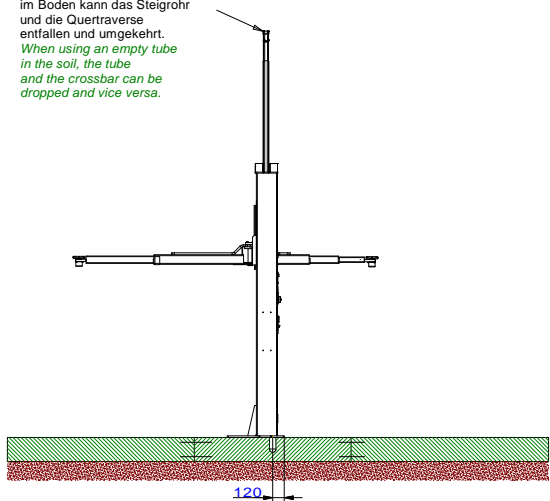 im Boden kann das Steigrohr
und die Quertraverse
entfallen und umgekehrt.
When using an empty tube
in the soil, the tube
and the crossbar can be
dropped and vice versa.
120